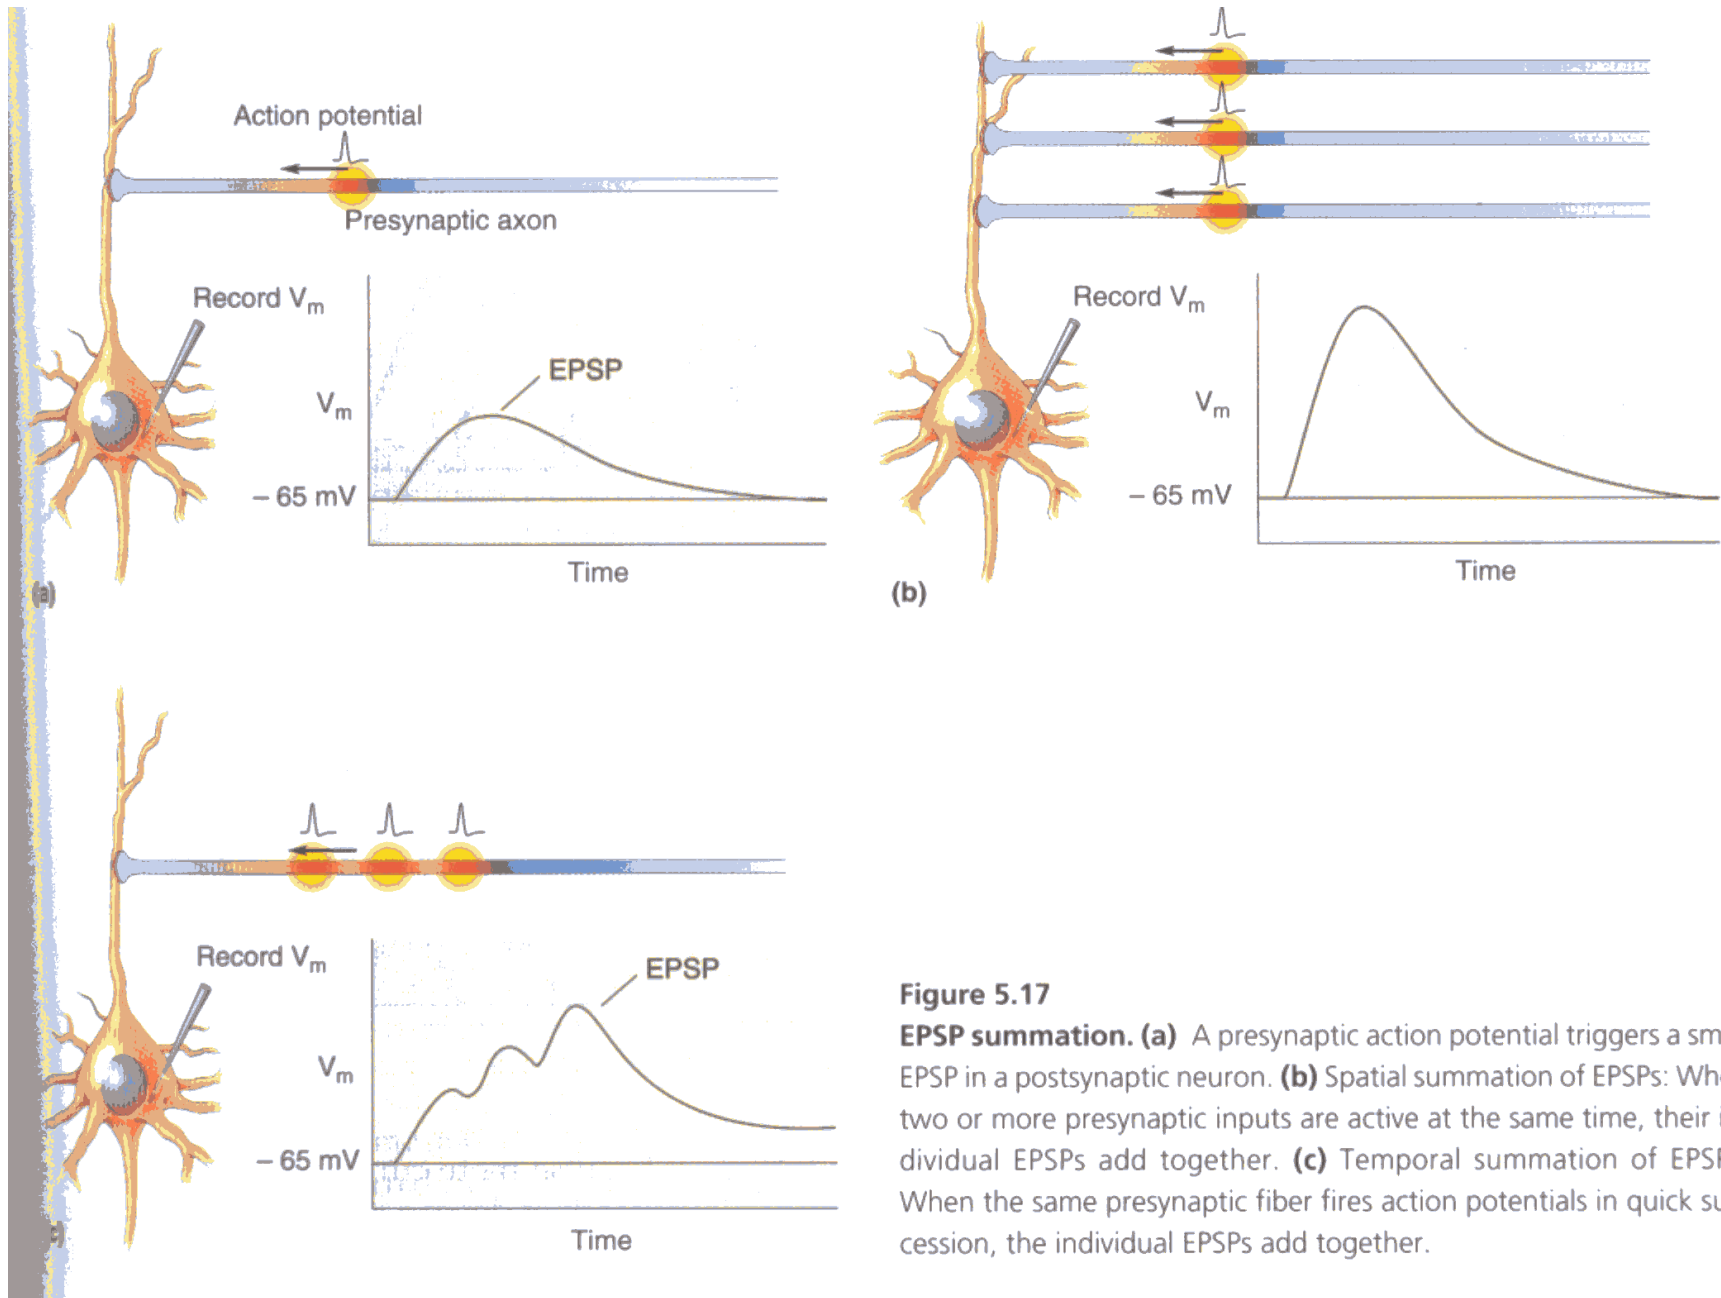 Action potential
Presynaptic axon
Record Vm
EPSP
Vm
– 65 mV
Time
(a)
Record Vm
Vm
– 65 mV
Time
(b)
Record Vm
EPSP
Vm
– 65 mV
Time
c)
Figure 5.17
EPSP summation. (a) A presynaptic action potential triggers a sm
EPSP in a postsynaptic neuron. (b) Spatial summation of EPSPs: Wh
two or more presynaptic inputs are active at the same time, their i
dividual EPSPs add together. (c) Temporal summation of EPSP
When the same presynaptic fiber fires action potentials in quick su
cession, the individual EPSPs add together.